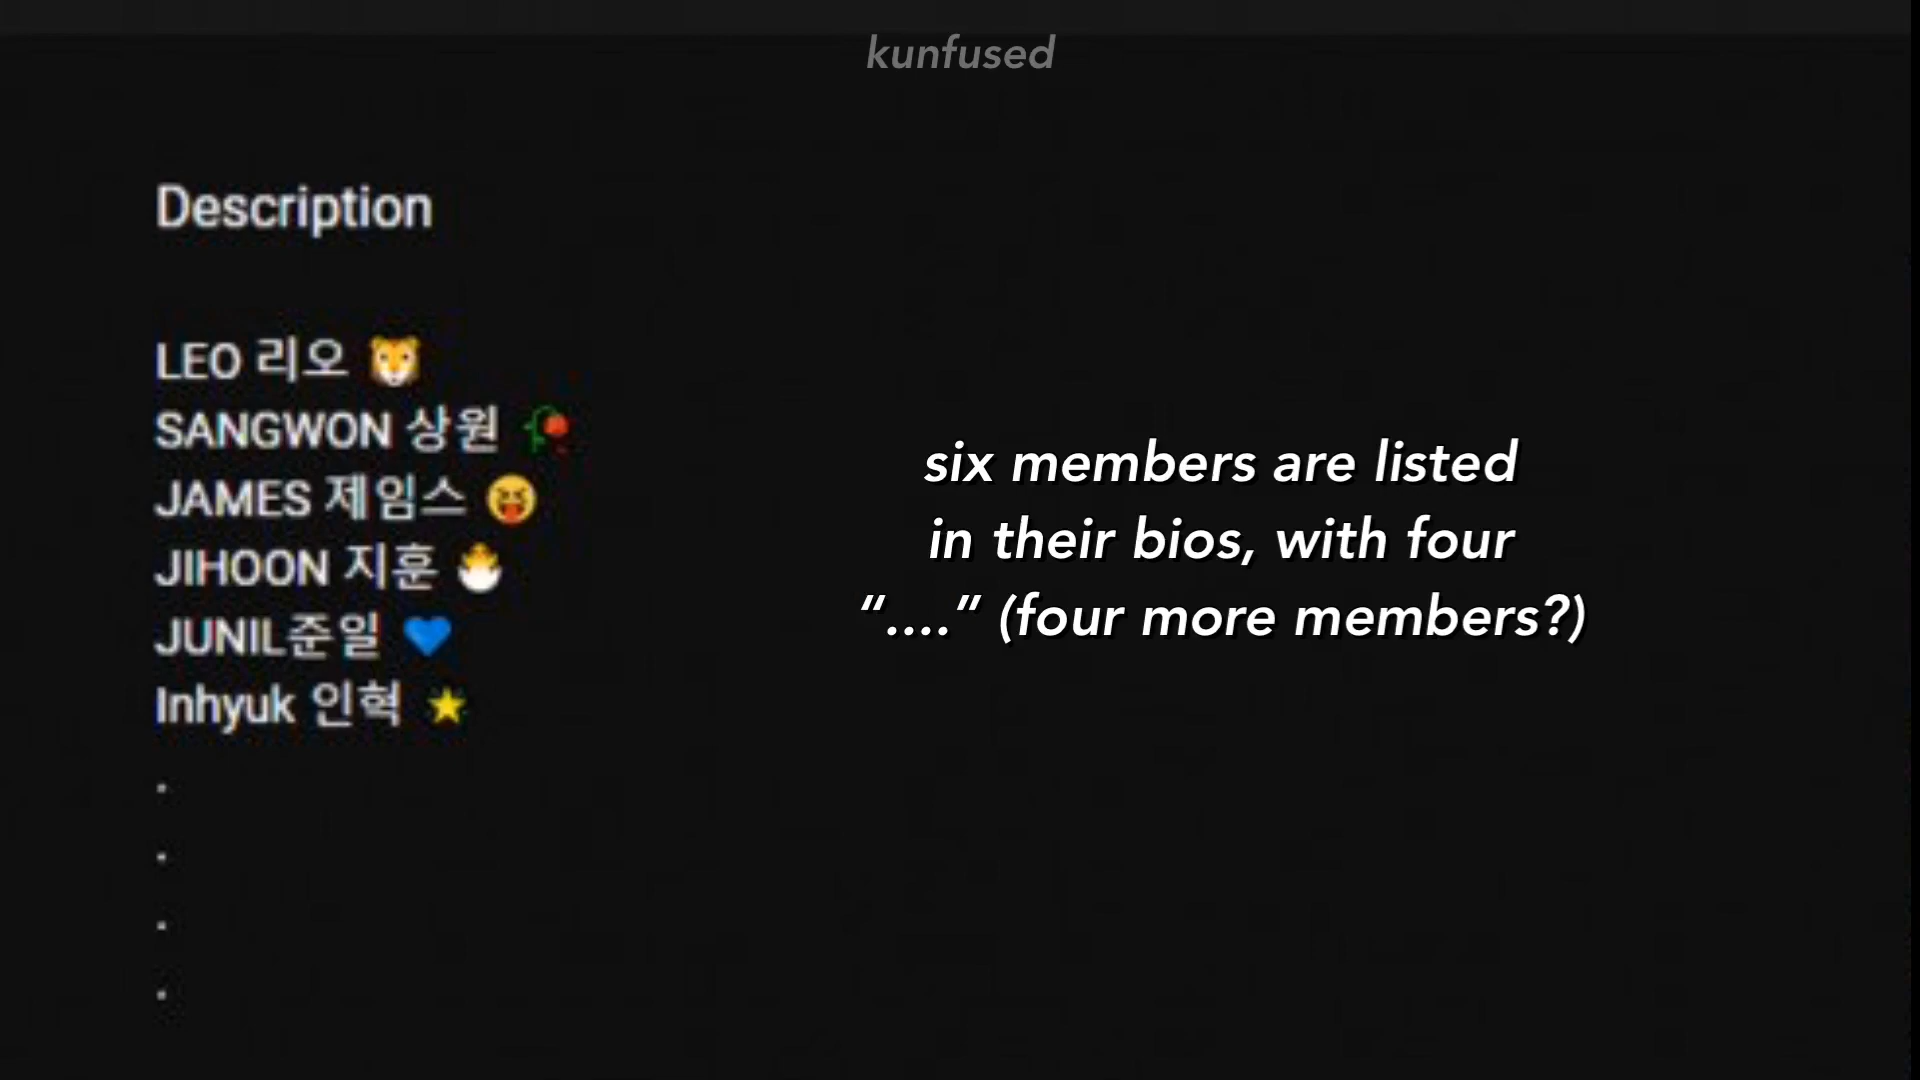 kunfused
Description
LEO 리오 🐯
SANGWON 상원 🥀
JAMES 제임스 😝
JIHOON 지훈 🐣
JUNIL준일 💙
Inhyuk 인혁 ⭐
.
.
.
.
six members are listed
in their bios, with four
“....” (four more members?)